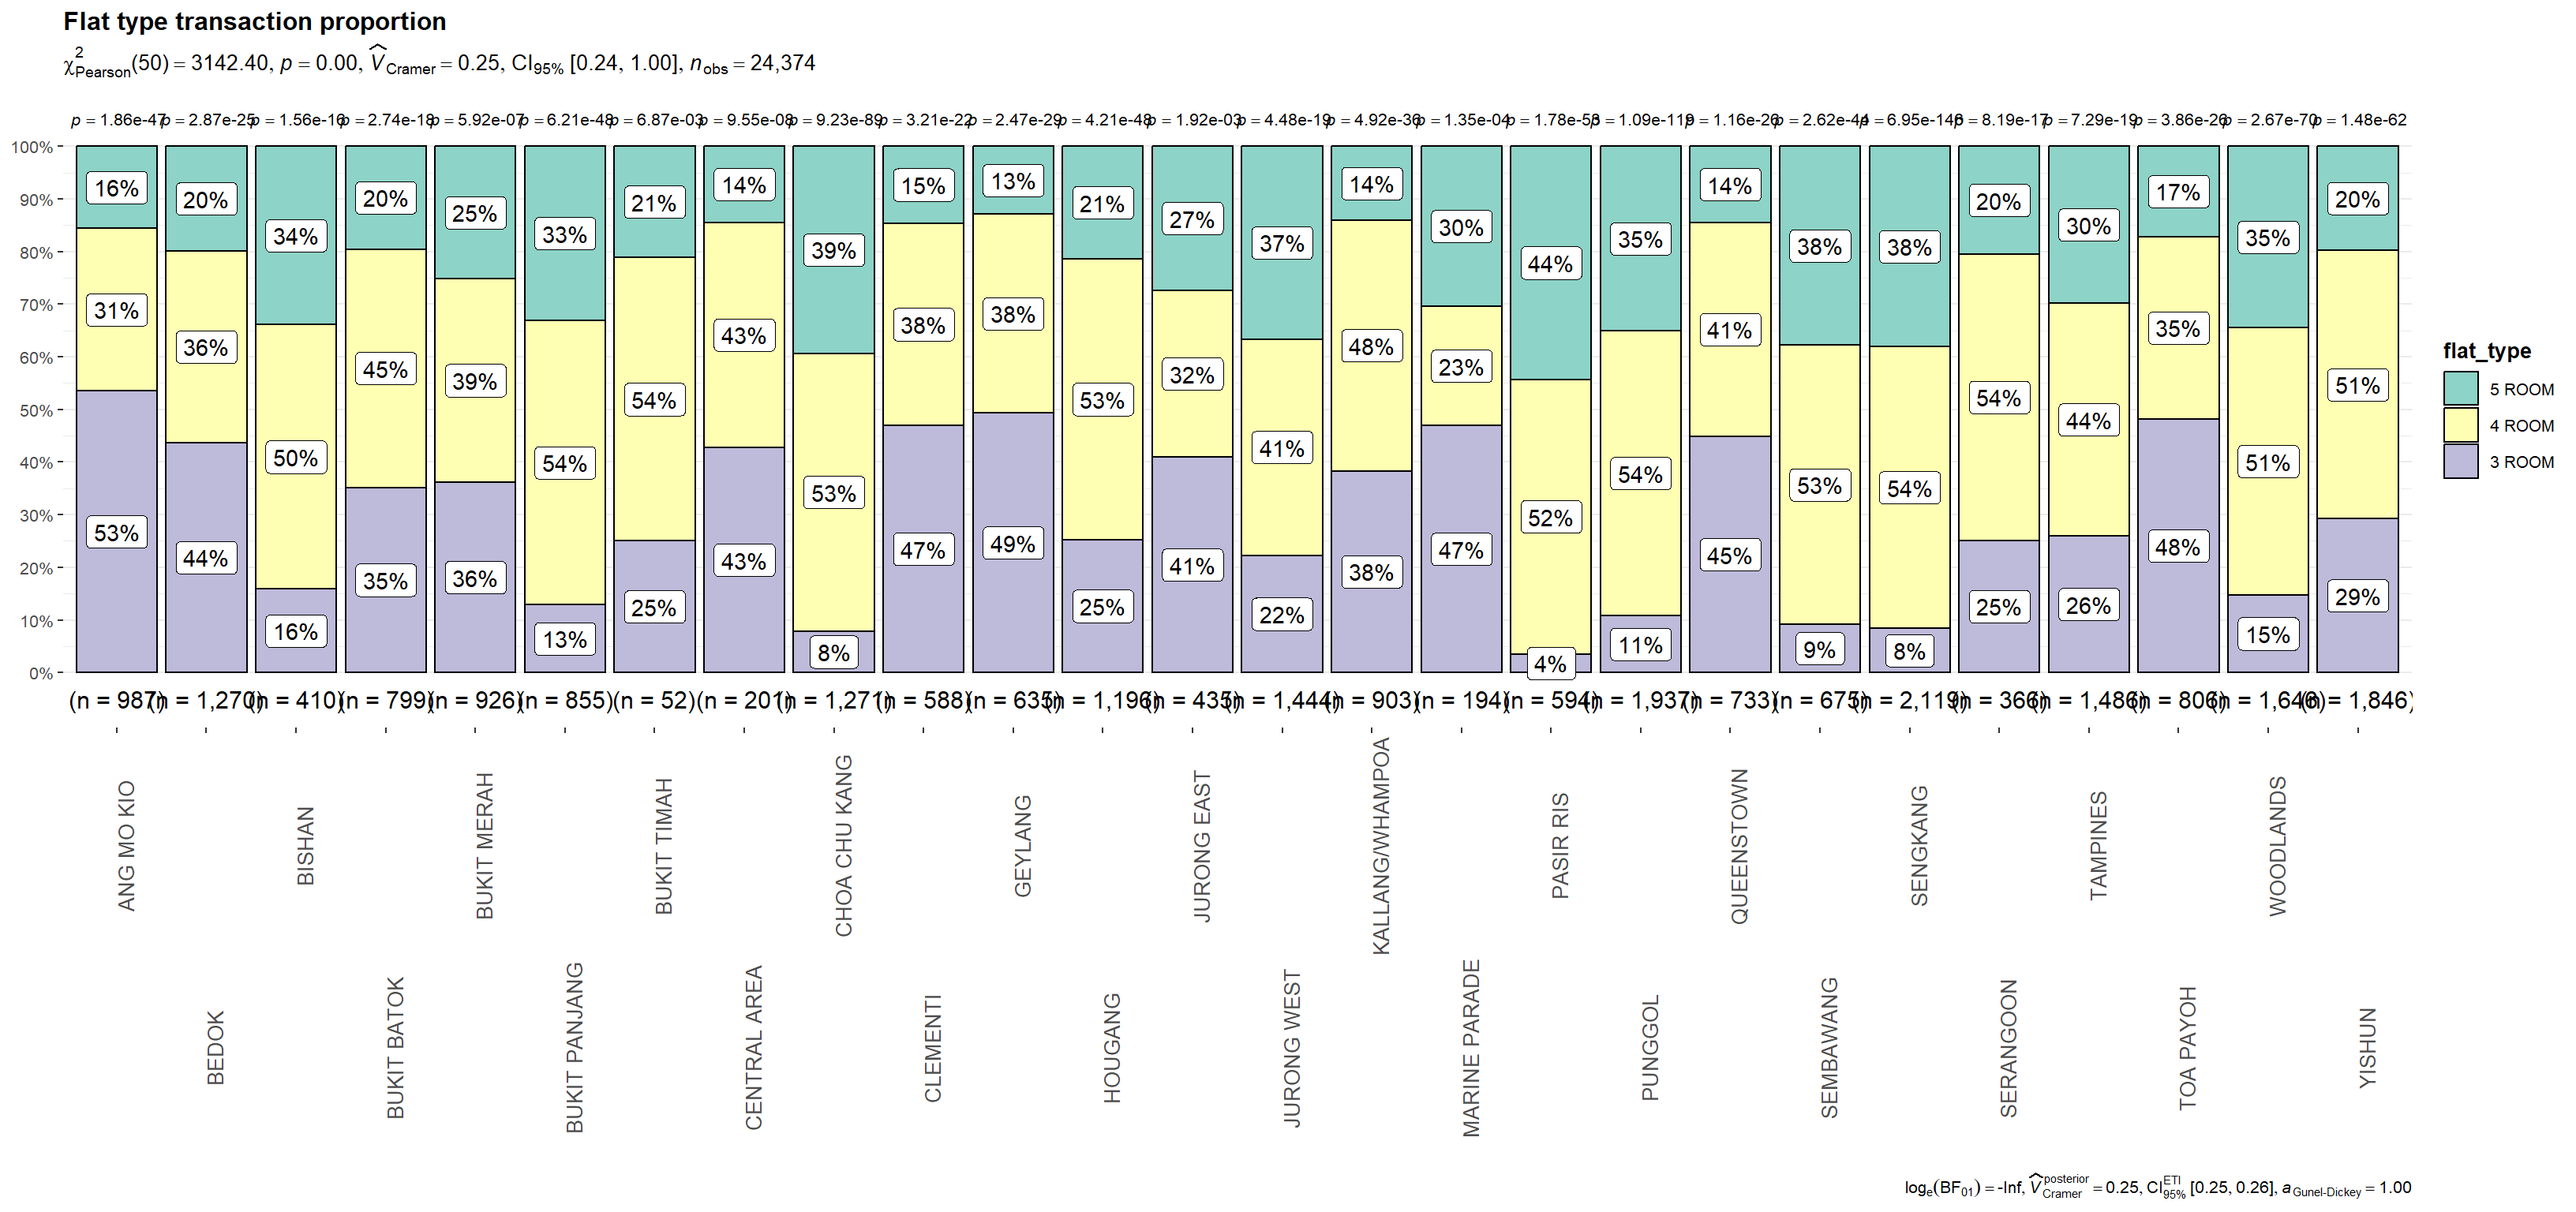 Flat type transaction proportion
χ²Pearson(50) = 3142.40, p = 0.00, V̂Cramer = 0.25, CI95% [0.24, 1.00], nobs = 24,374
p = 1.86e-47 p = 2.87e-25 p = 1.56e-16 p = 2.74e-18 p = 5.92e-07 p = 6.21e-48 p = 6.87e-03 p = 9.55e-08 p = 9.23e-89 p = 3.21e-22 p = 2.47e-29 p = 4.21e-48 p = 1.92e-03 p = 4.48e-19 p = 4.92e-36 p = 1.35e-04 p = 1.78e-53 p = 1.09e-119 p = 1.16e-26 p = 2.62e-44 p = 6.95e-146 p = 8.19e-17 p = 7.29e-19 p = 3.86e-26 p = 2.67e-70 p = 1.48e-62
100%
90%
80%
70%
60%
50%
40%
30%
20%
10%
0%
16% 20% 34% 20% 25% 33% 21% 14% 39% 15% 13% 21% 27% 37% 14% 30% 44% 35% 14% 38% 38% 20% 30% 17% 35% 20%
31% 36% 50% 45% 39% 54% 54% 43% 53% 38% 38% 53% 32% 41% 48% 23% 52% 54% 41% 53% 54% 54% 44% 35% 51% 51%
53% 44% 16% 35% 36% 13% 25% 43% 8% 47% 49% 25% 41% 22% 38% 47% 4% 11% 45% 9% 8% 25% 26% 48% 15% 29%
(n = 987) (n = 1,270) (n = 410) (n = 799) (n = 926) (n = 855) (n = 52) (n = 201) (n = 1,271) (n = 588) (n = 635) (n = 1,196) (n = 435) (n = 1,444) (n = 903) (n = 194) (n = 594) (n = 1,937) (n = 733) (n = 675) (n = 2,119) (n = 366) (n = 1,486) (n = 806) (n = 1,646) (n = 1,846)
ANG MO KIO
BEDOK
BISHAN
BUKIT BATOK
BUKIT MERAH
BUKIT PANJANG
BUKIT TIMAH
CENTRAL AREA
CHOA CHU KANG
CLEMENTI
GEYLANG
HOUGANG
JURONG EAST
JURONG WEST
KALLANG/WHAMPOA
MARINE PARADE
PASIR RIS
PUNGGOL
QUEENSTOWN
SEMBAWANG
SENGKANG
SERANGOON
TAMPINES
TOA PAYOH
WOODLANDS
YISHUN
flat_type
5 ROOM
4 ROOM
3 ROOM
loge(BF01) = -Inf, V̂Cramer posterior = 0.25, CI95% ETI [0.25, 0.26], aGunel-Dickey = 1.00